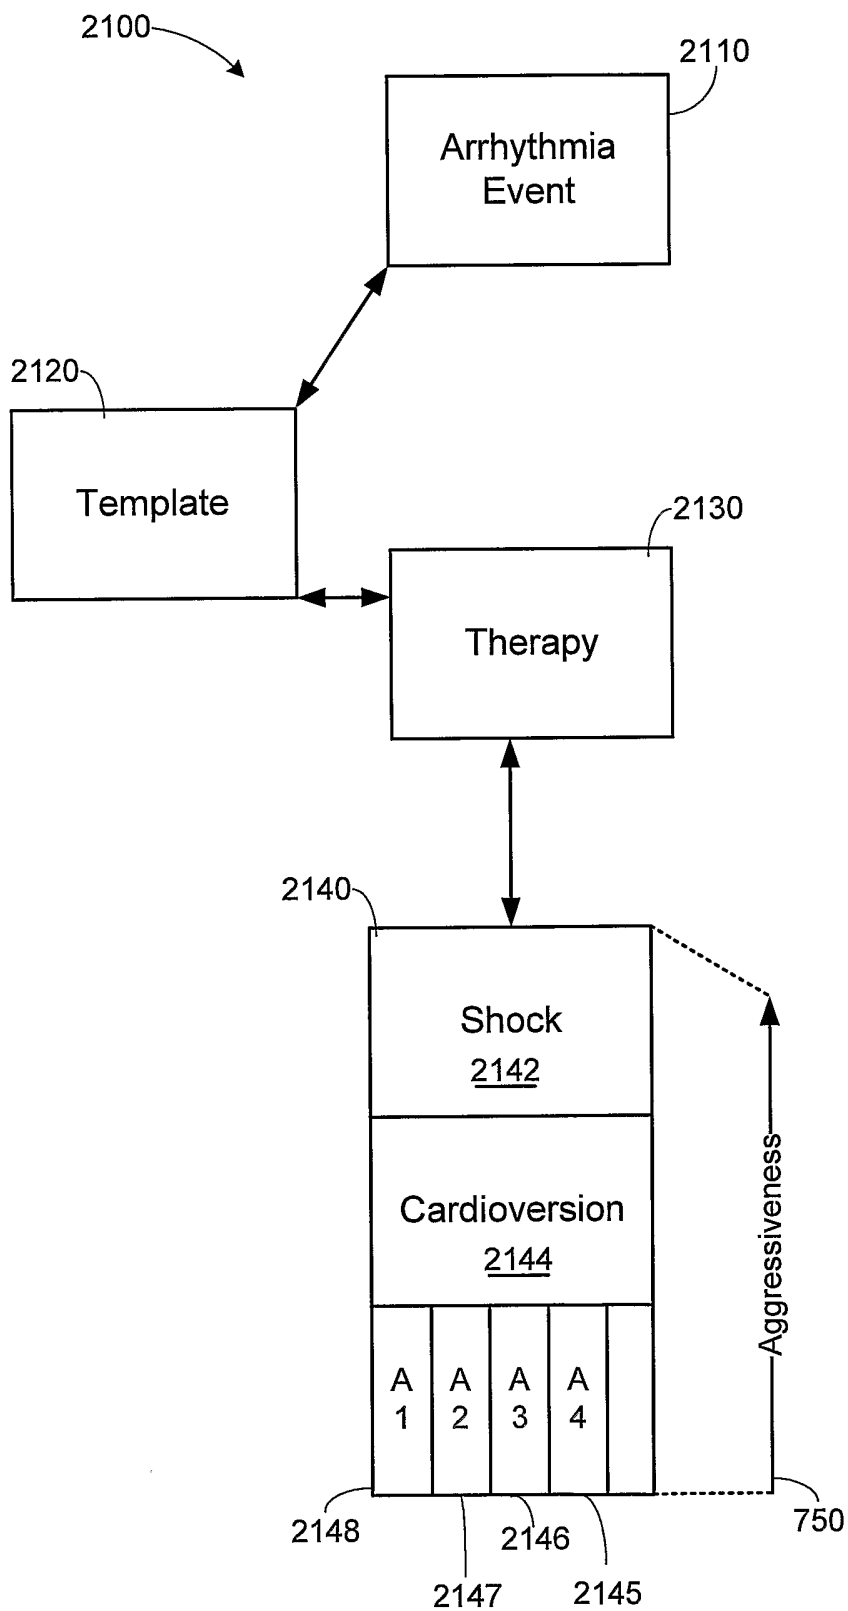 2100
2110
Arrhythmia
Event
2120
Template
2130
Therapy
2140
Shock
2142
Cardioversion
2144
Aggressiveness
A A A A
1 2 3 4
2148
2147
2146
2145
750